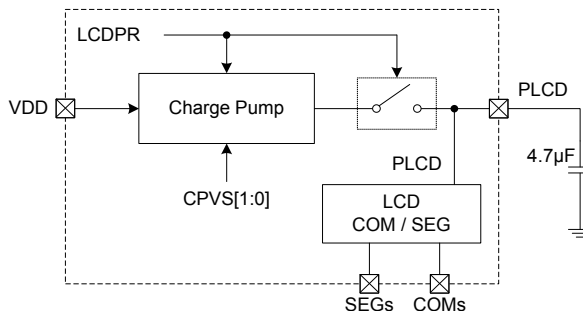 LCDPR
VDD
Charge Pump
PLCD
PLCD
4.7µF
CPVS[1:0]
LCD
COM / SEG
SEGs
COMs